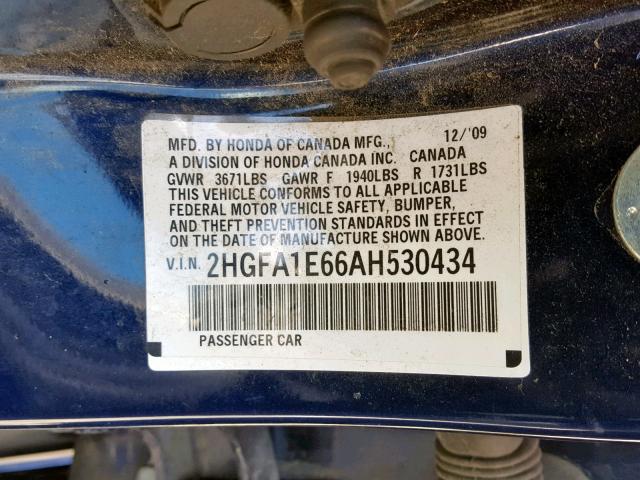 MFD. BY HONDA OF CANADA MFG., 12/'09
A DIVISION OF HONDA CANADA INC. CANADA
GVWR 3671LBS GAWR F 1940LBS R 1731LBS
THIS VEHICLE CONFORMS TO ALL APPLICABLE
FEDERAL MOTOR VEHICLE SAFETY, BUMPER,
AND THEFT PREVENTION STANDARDS IN EFFECT
ON THE DATE OF MANUFACTURE SHOWN ABOVE.
V.I.N. 2HGFA1E66AH530434
PASSENGER CAR